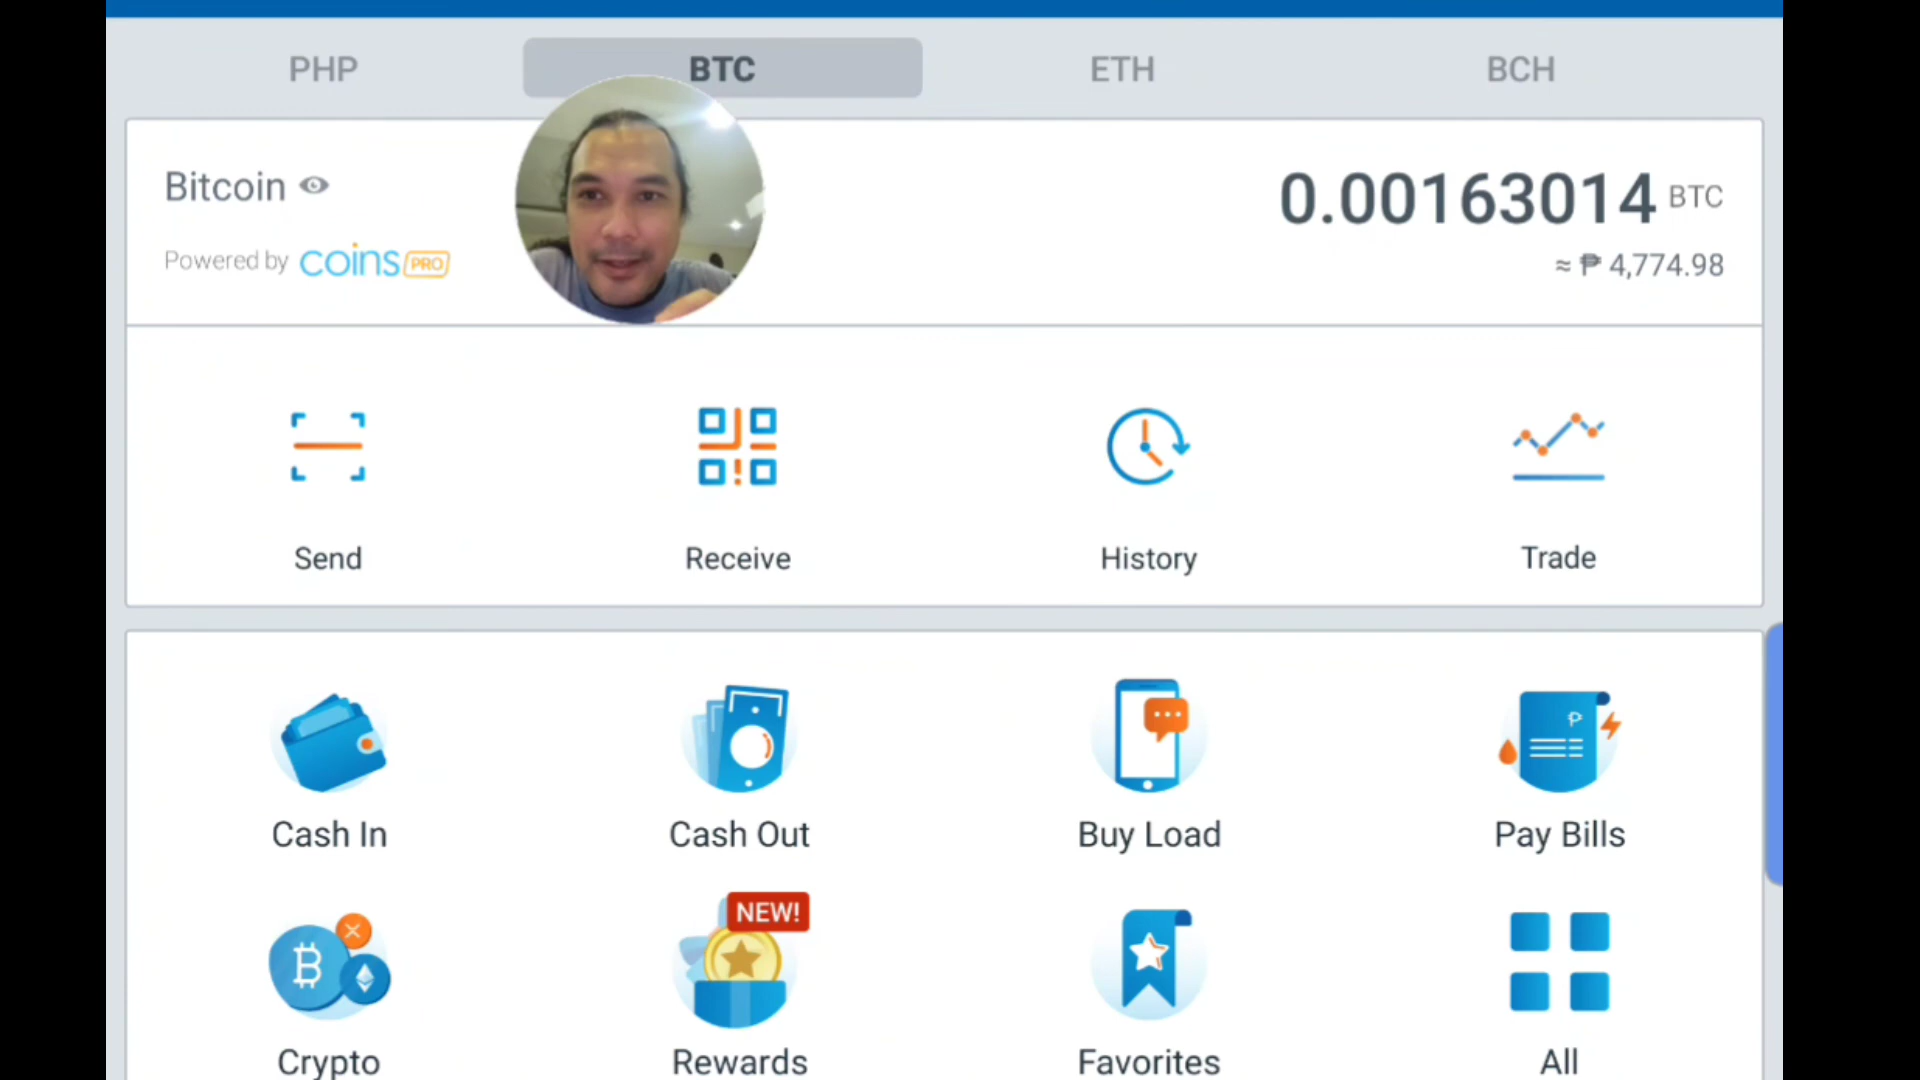 PHP BTC ETH BCH
Bitcoin
0.00163014 BTC
Powered by coins PRO
≈ ₱ 4,774.98
Send Receive History Trade
Cash In Cash Out Buy Load Pay Bills
NEW!
Crypto Rewards Favorites All